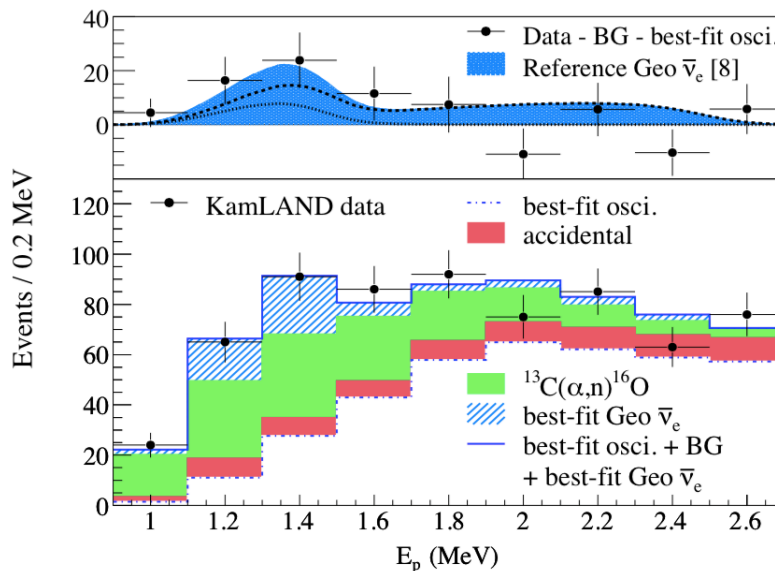 40
20
0
Data - BG - best-fit osci.
Reference Geo ν̄e [8]
Events / 0.2 MeV
120
100
80
60
40
20
0
KamLAND data
best-fit osci.
accidental
¹³C(α,n)¹⁶O
best-fit Geo ν̄e
best-fit osci. + BG
+ best-fit Geo ν̄e
1 1.2 1.4 1.6 1.8 2 2.2 2.4 2.6
Ep (MeV)